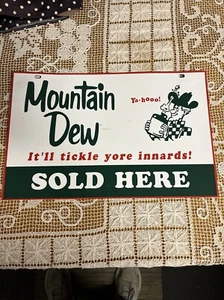 Mountain
Dew
Ya-hooo!
It'll tickle yore innards!
SOLD HERE